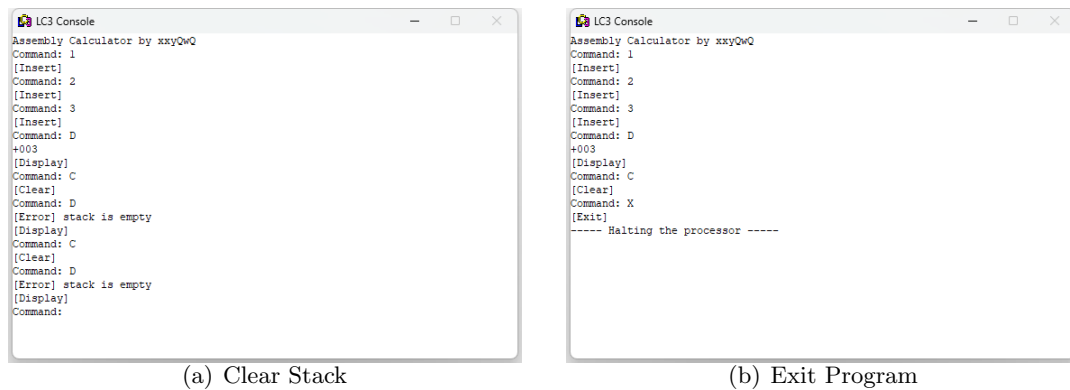 LC3 Console
Assembly Calculator by xxyQwQ
Command: 1
[Insert]
Command: 2
[Insert]
Command: 3
[Insert]
Command: D
+003
[Display]
Command: C
[Clear]
Command: D
[Error] stack is empty
[Display]
Command: C
[Clear]
Command: D
[Error] stack is empty
[Display]
Command:
(a) Clear Stack
LC3 Console
Assembly Calculator by xxyQwQ
Command: 1
[Insert]
Command: 2
[Insert]
Command: 3
[Insert]
Command: D
+003
[Display]
Command: C
[Clear]
Command: X
[Exit]
----- Halting the processor -----
(b) Exit Program